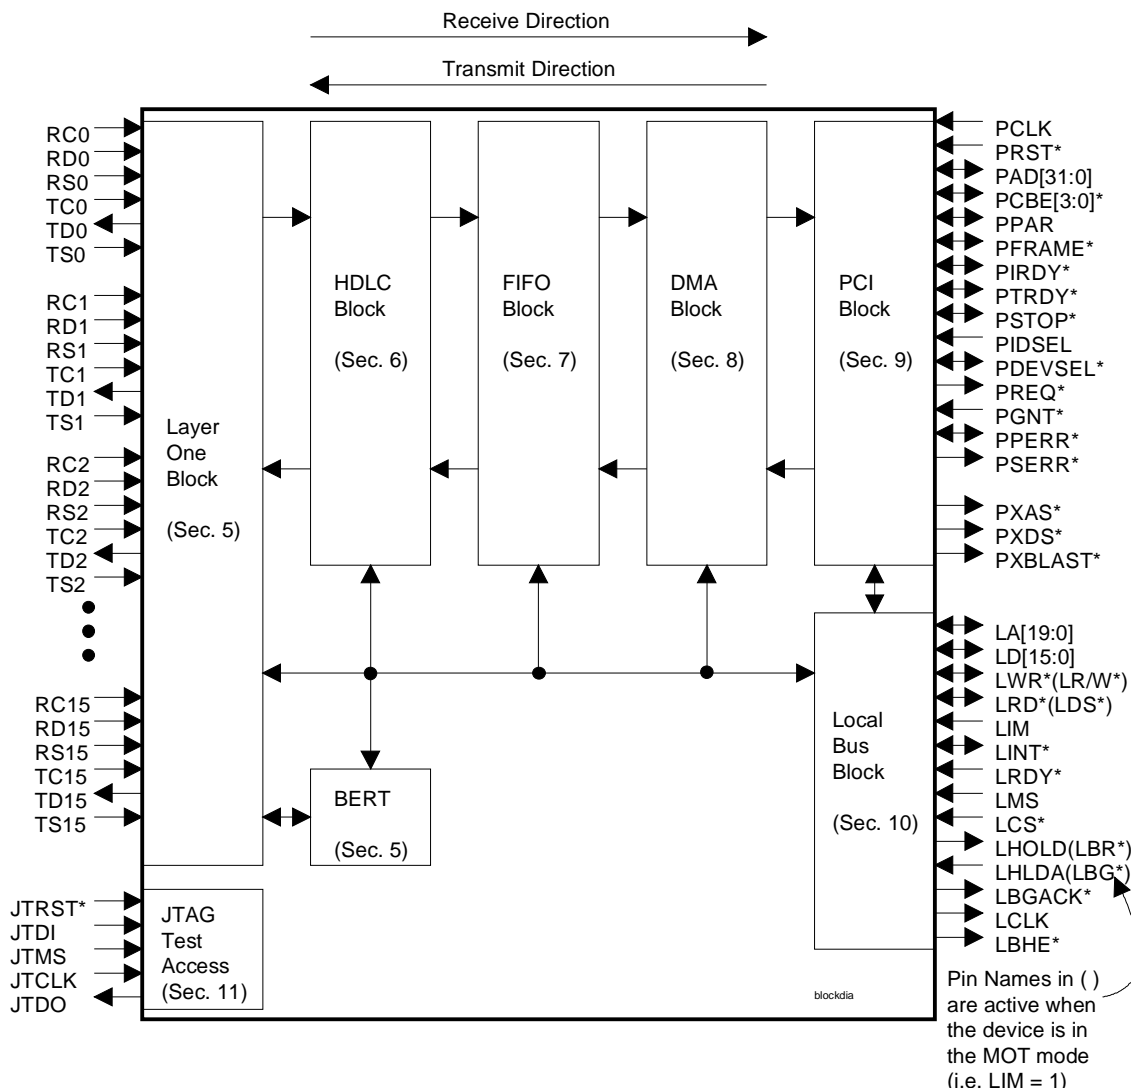 Receive Direction
Transmit Direction
RC0
RD0
RS0
TC0
TD0
TS0
RC1
RD1
RS1
TC1
TD1
TS1
RC2
RD2
RS2
TC2
TD2
TS2
RC15
RD15
RS15
TC15
TD15
TS15
JTRST*
JTDI
JTMS
JTCLK
JTDO
Layer
One
Block
(Sec. 5)
HDLC
Block
(Sec. 6)
FIFO
Block
(Sec. 7)
DMA
Block
(Sec. 8)
PCI
Block
(Sec. 9)
BERT
(Sec. 5)
Local
Bus
Block
(Sec. 10)
JTAG
Test
Access
(Sec. 11)
blockdia
PCLK
PRST*
PAD[31:0]
PCBE[3:0]*
PPAR
PFRAME*
PIRDY*
PTRDY*
PSTOP*
PIDSEL
PDEVSEL*
PREQ*
PGNT*
PPERR*
PSERR*
PXAS*
PXDS*
PXBLAST*
LA[19:0]
LD[15:0]
LWR*(LR/W*)
LRD*(LDS*)
LIM
LINT*
LRDY*
LMS
LCS*
LHOLD(LBR*)
LHLDA(LBG*)
LBGACK*
LCLK
LBHE*
Pin Names in ( )
are active when
the device is in
the MOT mode
(i.e. LIM = 1)